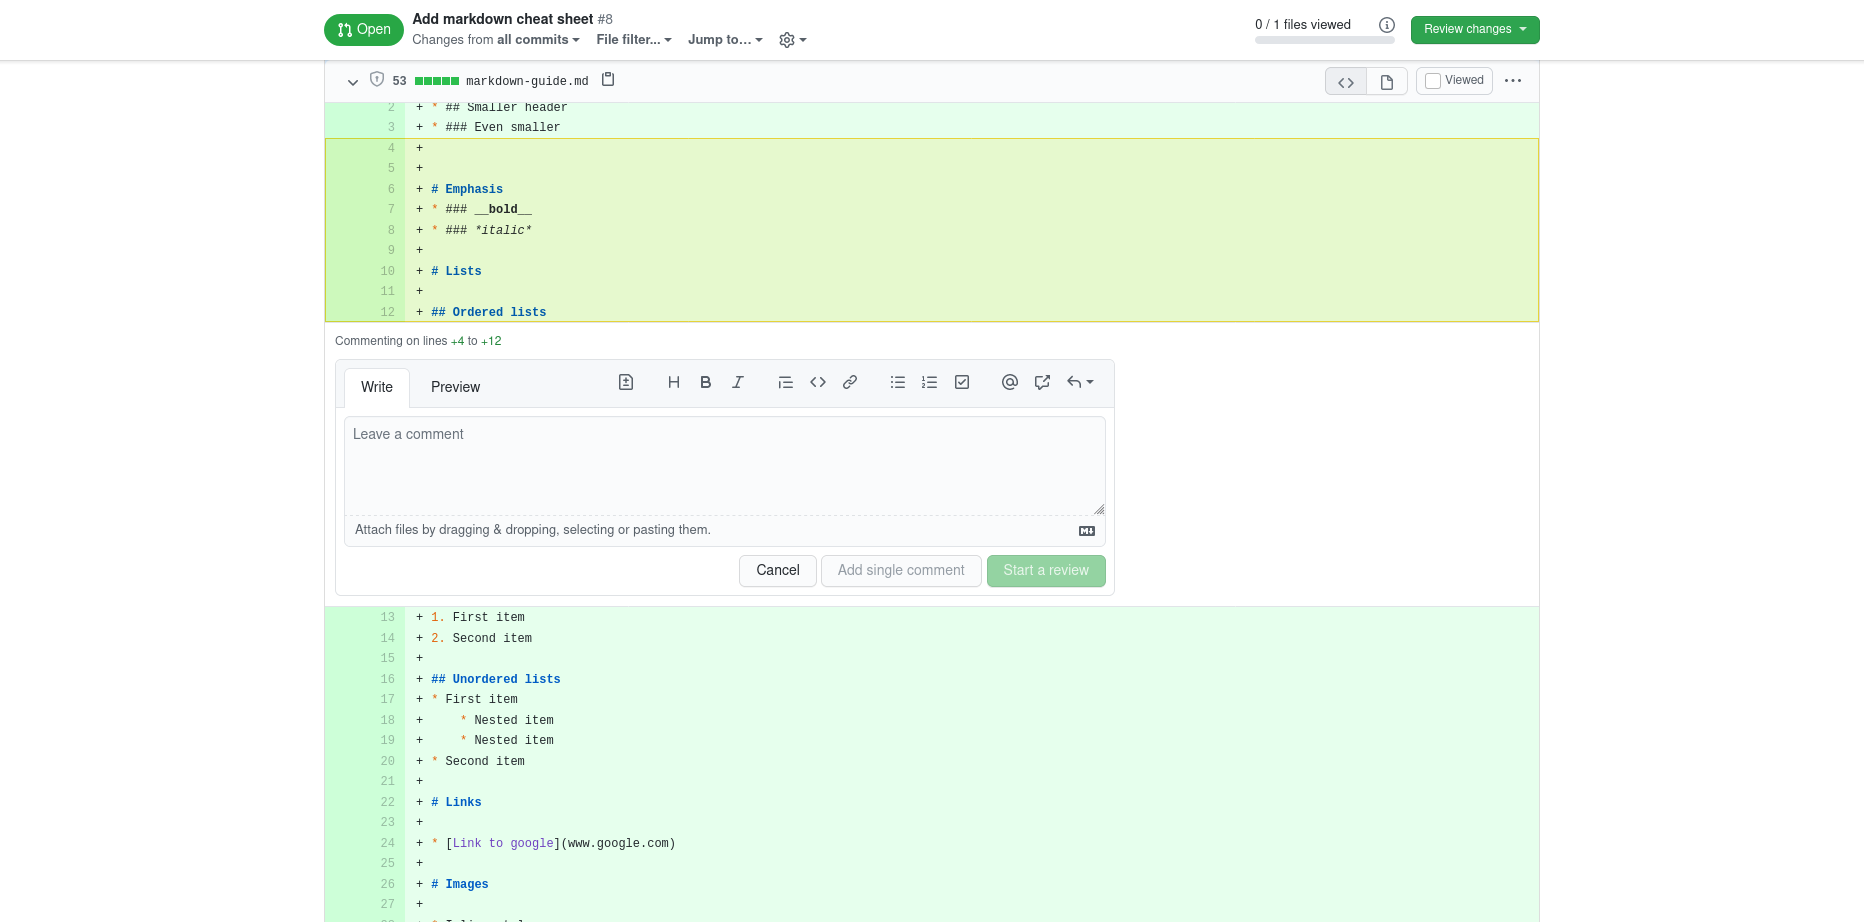 Open
Add markdown cheat sheet #8
Changes from all commits File filter... Jump to...
0 / 1 files viewed
Review changes
53 markdown-guide.md
Viewed
2 + * ## Smaller header
3 + * ### Even smaller
4 +
5 +
6 + # Emphasis
7 + * ### __bold__
8 + * ### *italic*
9 +
10 + # Lists
11 +
12 + ## Ordered lists
Commenting on lines +4 to +12
Write Preview
Leave a comment
Attach files by dragging & dropping, selecting or pasting them.
Cancel Add single comment Start a review
13 + 1. First item
14 + 2. Second item
15 +
16 + ## Unordered lists
17 + * First item
18 + * Nested item
19 + * Nested item
20 + * Second item
21 +
22 + # Links
23 +
24 + * [Link to google](www.google.com)
25 +
26 + # Images
27 +